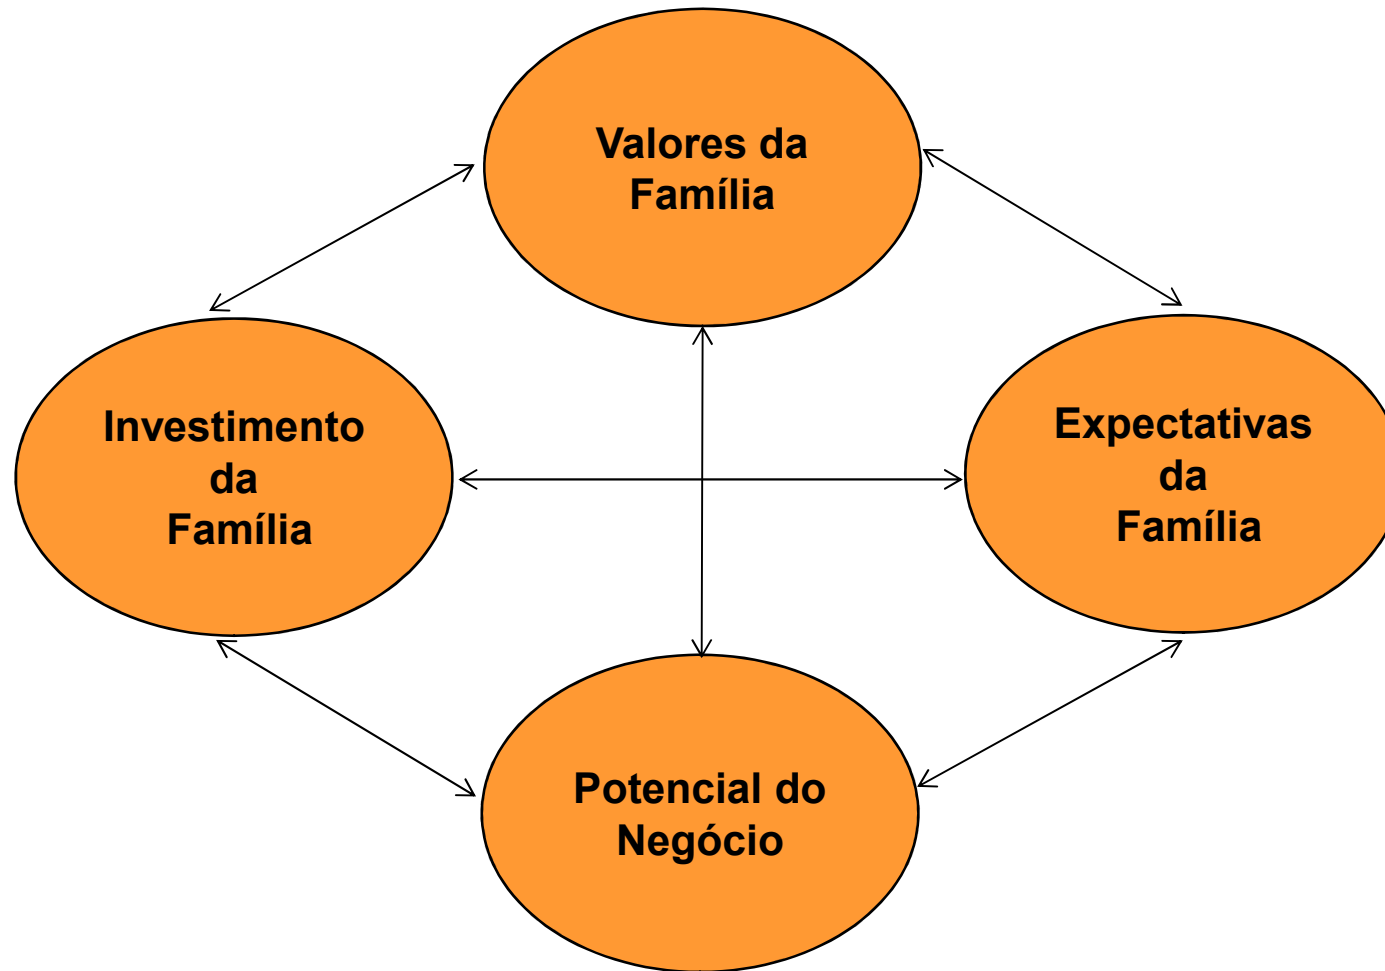 Valores da
Família
Investimento
da
Família
Expectativas
da
Família
Potencial do
Negócio